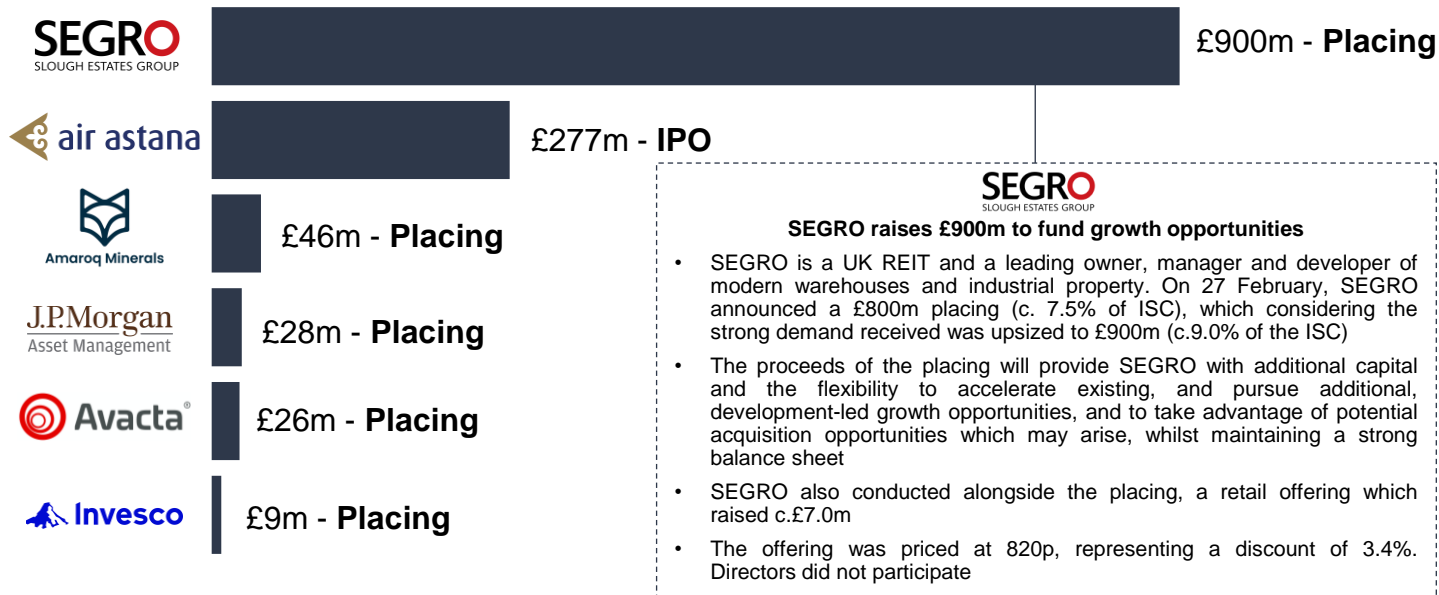 SEGRO
SLOUGH ESTATES GROUP
£900m - Placing
air astana
£277m - IPO
Amaroq Minerals
£46m - Placing
J.P.Morgan
Asset Management
£28m - Placing
Avacta®
£26m - Placing
Invesco
£9m - Placing
SEGRO
SLOUGH ESTATES GROUP
SEGRO raises £900m to fund growth opportunities
• SEGRO is a UK REIT and a leading owner, manager and developer of
modern warehouses and industrial property. On 27 February, SEGRO
announced a £800m placing (c. 7.5% of ISC), which considering the
strong demand received was upsized to £900m (c.9.0% of the ISC)
• The proceeds of the placing will provide SEGRO with additional capital
and the flexibility to accelerate existing, and pursue additional,
development-led growth opportunities, and to take advantage of potential
acquisition opportunities which may arise, whilst maintaining a strong
balance sheet
• SEGRO also conducted alongside the placing, a retail offering which
raised c.£7.0m
• The offering was priced at 820p, representing a discount of 3.4%.
Directors did not participate